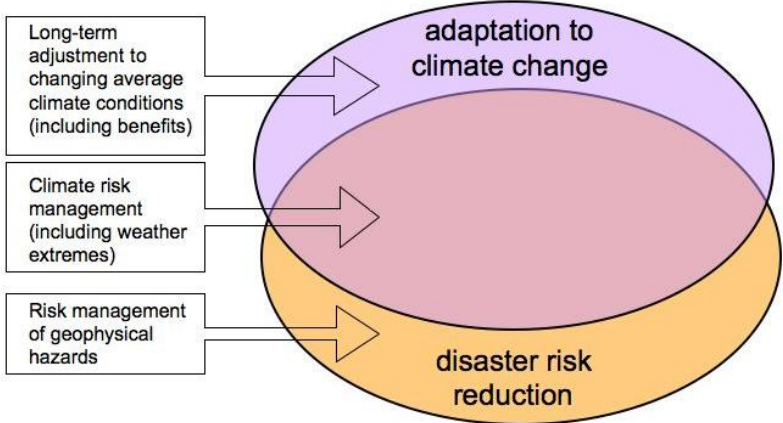 Long-term
adjustment to
changing average
climate conditions
(including benefits)
adaptation to
climate change
Climate risk
management
(including weather
extremes)
Risk management
of geophysical
hazards
disaster risk
reduction